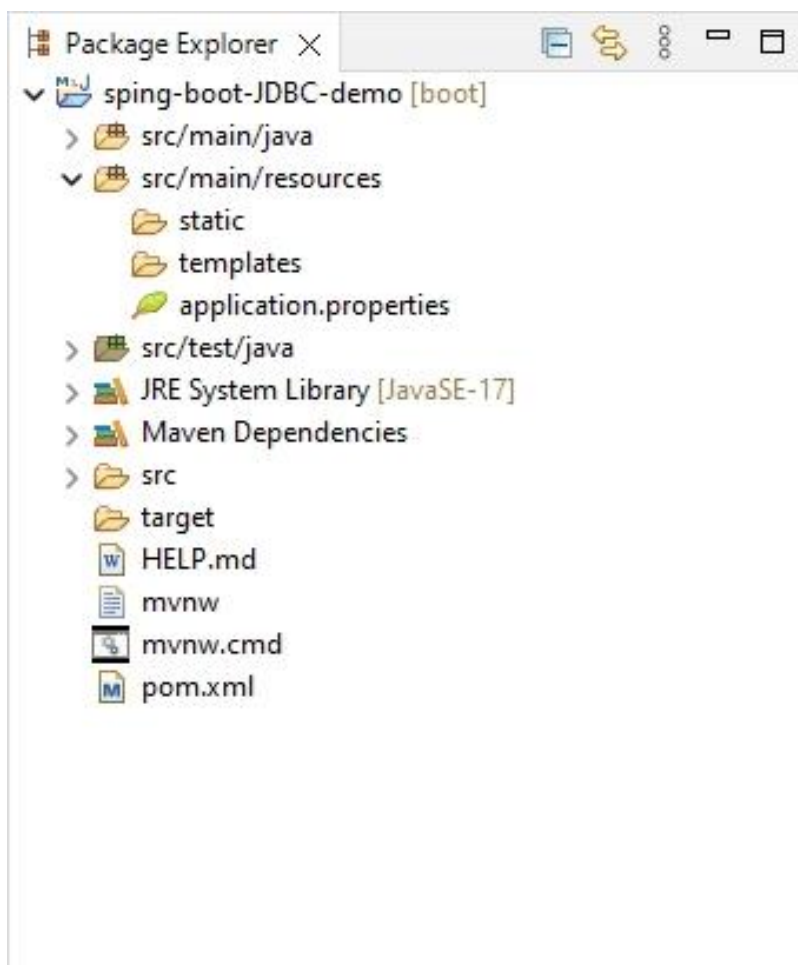 Package Explorer
sping-boot-JDBC-demo [boot]
src/main/java
src/main/resources
static
templates
application.properties
src/test/java
JRE System Library [JavaSE-17]
Maven Dependencies
src
target
HELP.md
mvnw
mvnw.cmd
pom.xml